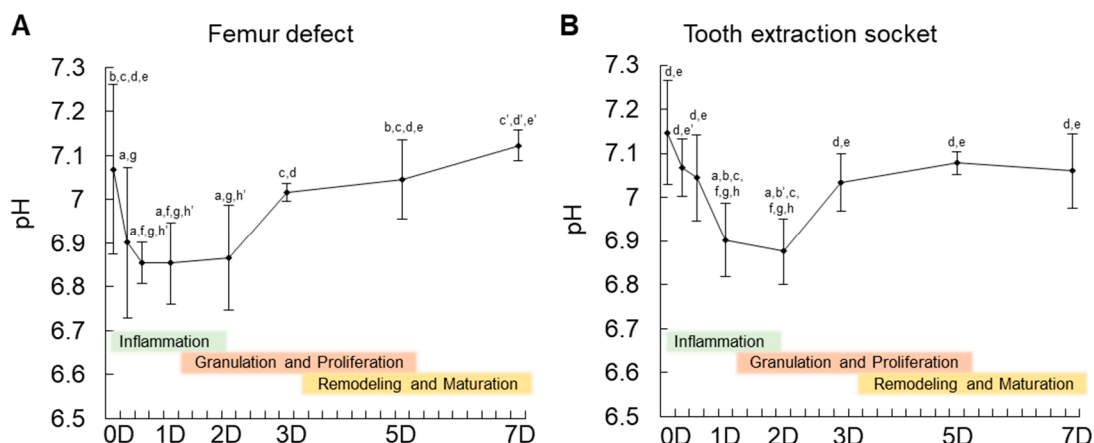 A
Femur defect
pH
7.3
7.2
7.1
7
6.9
6.8
6.7
6.6
6.5
b,c,d,e
a,g
a,f,g,h’
a,f,g,h’
a,g,h’
c,d
b,c,d,e
c’,d’,e’
Inflammation
Granulation and Proliferation
Remodeling and Maturation
0D 1D 2D 3D 5D 7D
B
Tooth extraction socket
pH
7.3
7.2
7.1
7
6.9
6.8
6.7
6.6
6.5
d,e
d,e’
d,e
a,b,c,
f,g,h
a,b’,c,
f,g,h
d,e
d,e
d,e
Inflammation
Granulation and Proliferation
Remodeling and Maturation
0D 1D 2D 3D 5D 7D